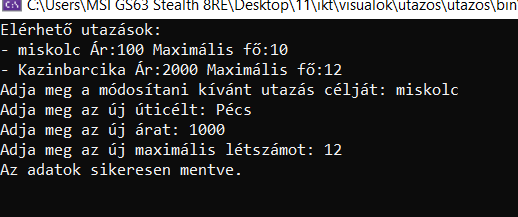 C:\Users\MSI GS63 Stealth 8RE\Desktop\11\ikt\visualok\utazos\utazos\bin
Elérhető utazások:
- miskolc Ár:100 Maximális fő:10
- Kazinbarcika Ár:2000 Maximális fő:12
Adja meg a módosítani kívánt utazás célját: miskolc
Adja meg az új úticélt: Pécs
Adja meg az új árat: 1000
Adja meg az új maximális létszámot: 12
Az adatok sikeresen mentve.